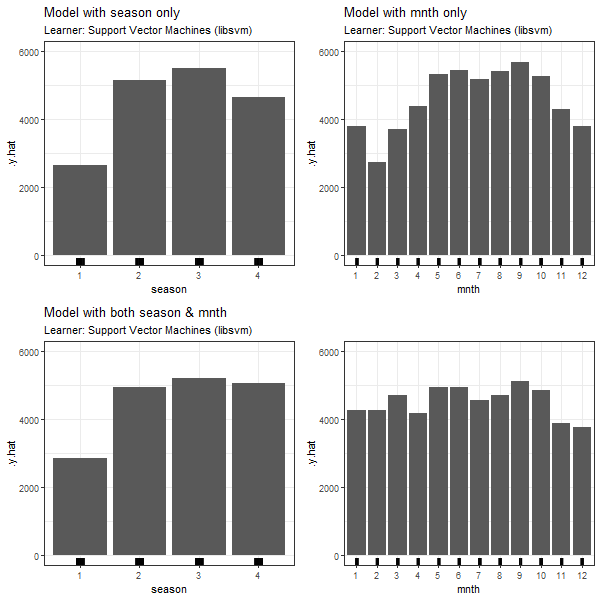 Model with season only
Learner: Support Vector Machines (libsvm)
6000
4000
2000
0
.y.hat
1 2 3 4
season
Model with mnth only
Learner: Support Vector Machines (libsvm)
6000
4000
2000
0
.y.hat
1 2 3 4 5 6 7 8 9 10 11 12
mnth
Model with both season & mnth
Learner: Support Vector Machines (libsvm)
6000
4000
2000
0
.y.hat
1 2 3 4
season
6000
4000
2000
0
.y.hat
1 2 3 4 5 6 7 8 9 10 11 12
mnth